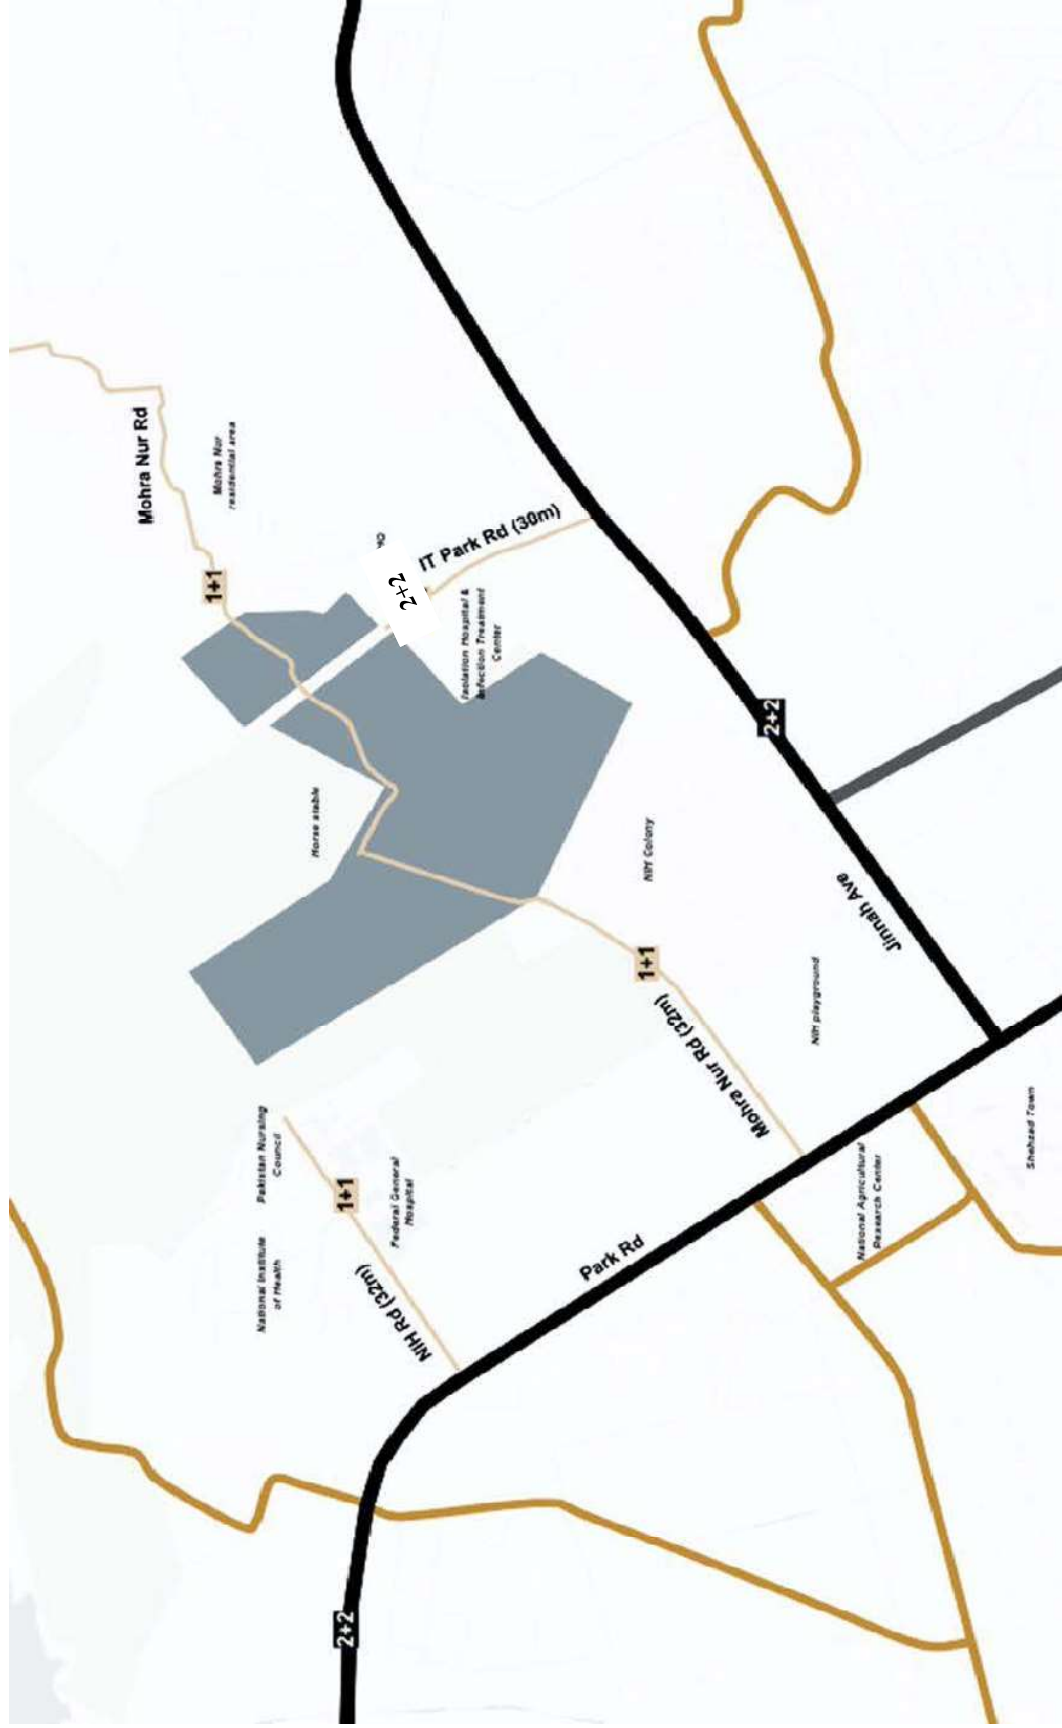 Mohra Nur Rd
Mohra Nur
residential area
1+1
2+2
IT Park Rd (30m)
Isolation Hospital &
Infection Treatment
Center
Horse stable
2+2
NIH Colony
Jinnah Ave
1+1
NIH playground
Mohra Nur Rd (32m)
Pakistan Nursing
Council
1+1
Federal General
Hospital
National Institute
of Health
NIH Rd (32m)
Park Rd
National Agricultural
Research Center
Shehzad Town
2+2